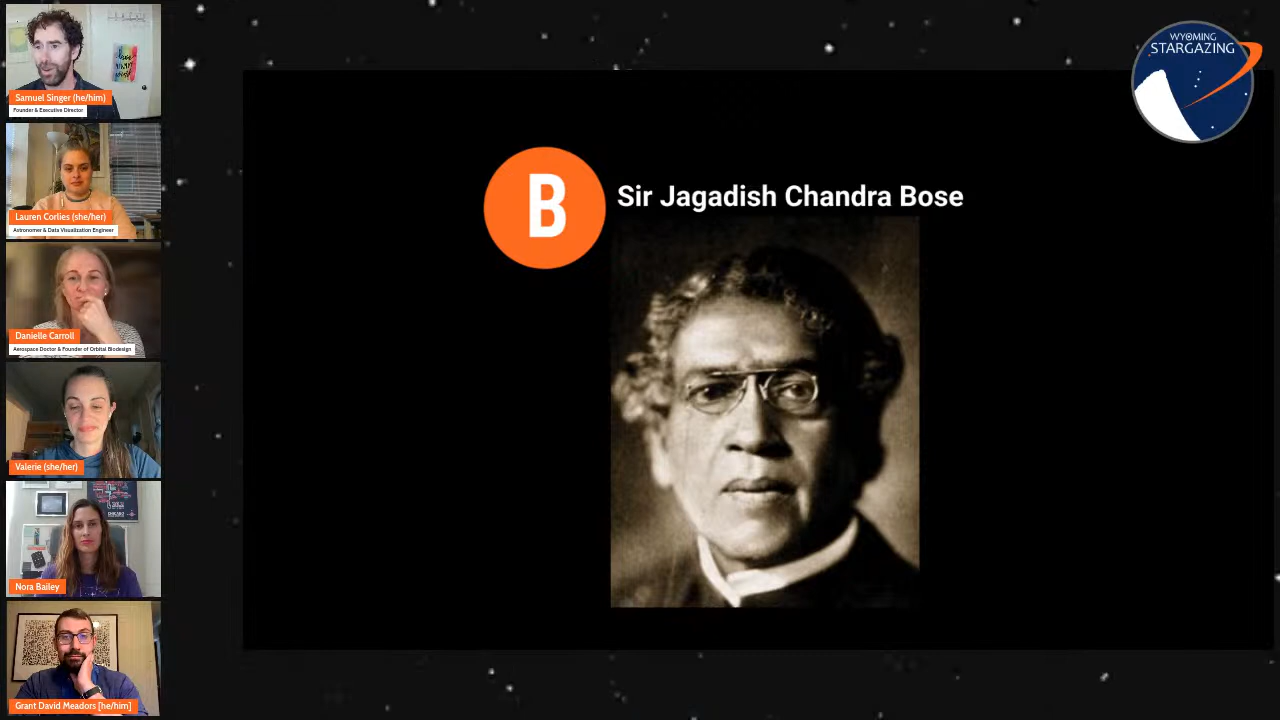 Samuel Singer (he/him)
Founder & Executive Director
Lauren Corlies (she/her)
Astronomer & Data Visualization Engineer
Danielle Carroll
Aerospace Doctor & Founder of Orbital Biodesign
Valerie (she/her)
Nora Bailey
Grant David Meadors [he/him]
B
Sir Jagadish Chandra Bose
WYOMING
STARGAZING